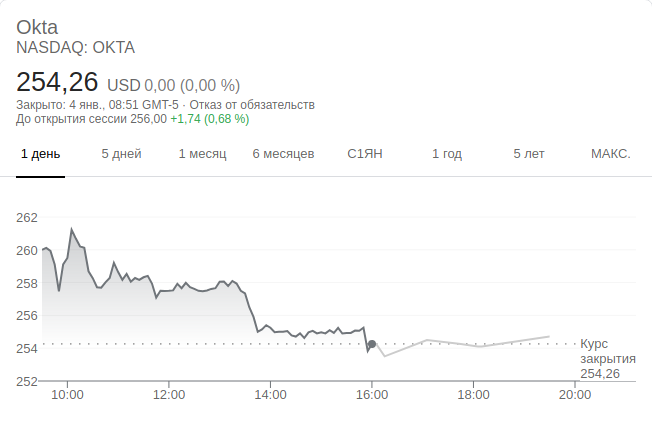 Okta
NASDAQ: OKTA
254,26 USD 0,00 (0,00 %)
Закрыто: 4 янв., 08:51 GMT-5 · Отказ от обязательств
До открытия сессии 256,00 +1,74 (0,68 %)
1 день 5 дней 1 месяц 6 месяцев С1ЯН 1 год 5 лет МАКС.
262
260
258
256
254
252
Курс
закрытия
254,26
10:00 12:00 14:00 16:00 18:00 20:00